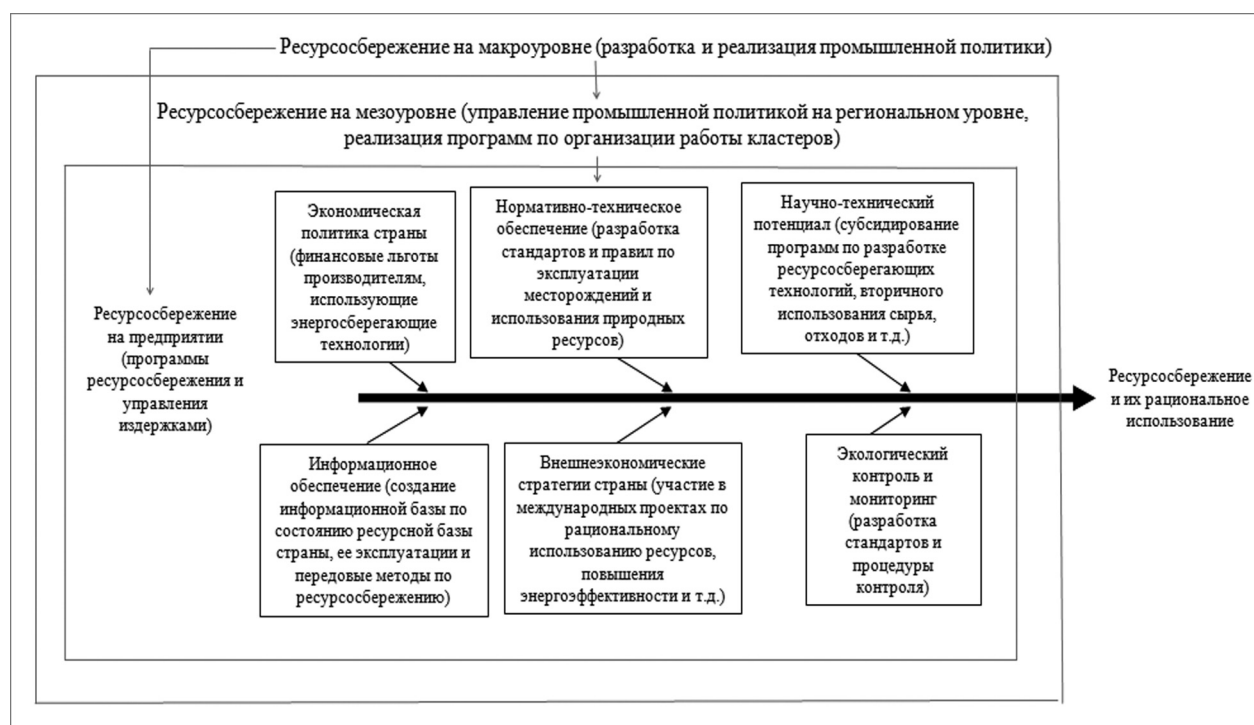 Ресурсосбережение на макроуровне (разработка и реализация промышленной политики)
Ресурсосбережение на мезоуровне (управление промышленной политикой на региональном уровне,
реализация программ по организации работы кластеров)
Экономическая
политика страны
(финансовые льготы
производителям,
использующие
энергосберегающие
технологии)
Нормативно-техническое
обеспечение (разработка
стандартов и правил по
эксплуатации
месторождений и
использования природных
ресурсов)
Научно-технический
потенциал (субсидирование
программ по разработке
ресурсосберегающих
технологий, вторичного
использования сырья,
отходов и т.д.)
Ресурсосбережение
на предприятии
(программы
ресурсосбережения и
управления
издержками)
Ресурсосбережение
и их рациональное
использование
Информационное
обеспечение (создание
информационной базы по
состоянию ресурсной базы
страны, ее эксплуатации и
передовые методы по
ресурсосбережению)
Внешнеэкономические
стратегии страны (участие в
международных проектах по
рациональному
использованию ресурсов,
повышения
энергоэффективности и т.д.)
Экологический
контроль и
мониторинг
(разработка
стандартов и
процедуры
контроля)